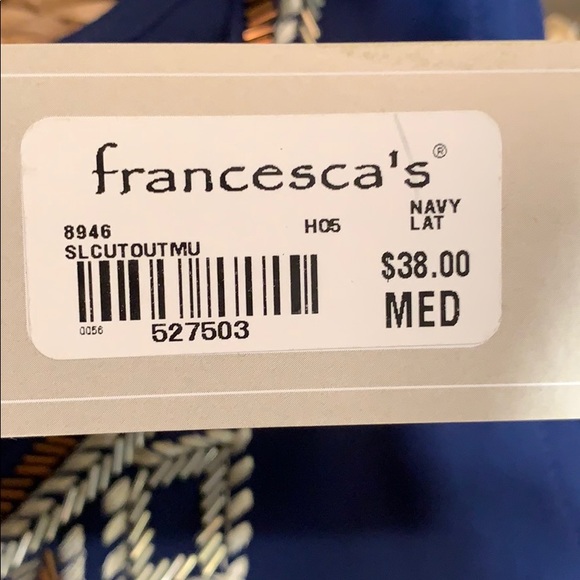 francesca's®
8946 H05 NAVY
SLCUTOUTMU LAT
$38.00
MED
0056 527503